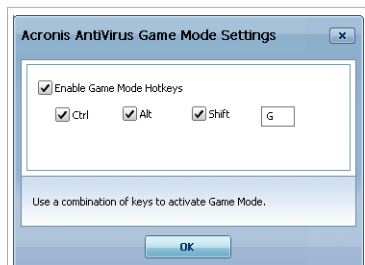 Acronis AntiVirus Game Mode Settings
Enable Game Mode Hotkeys
Ctrl Alt Shift G
Use a combination of keys to activate Game Mode.
OK